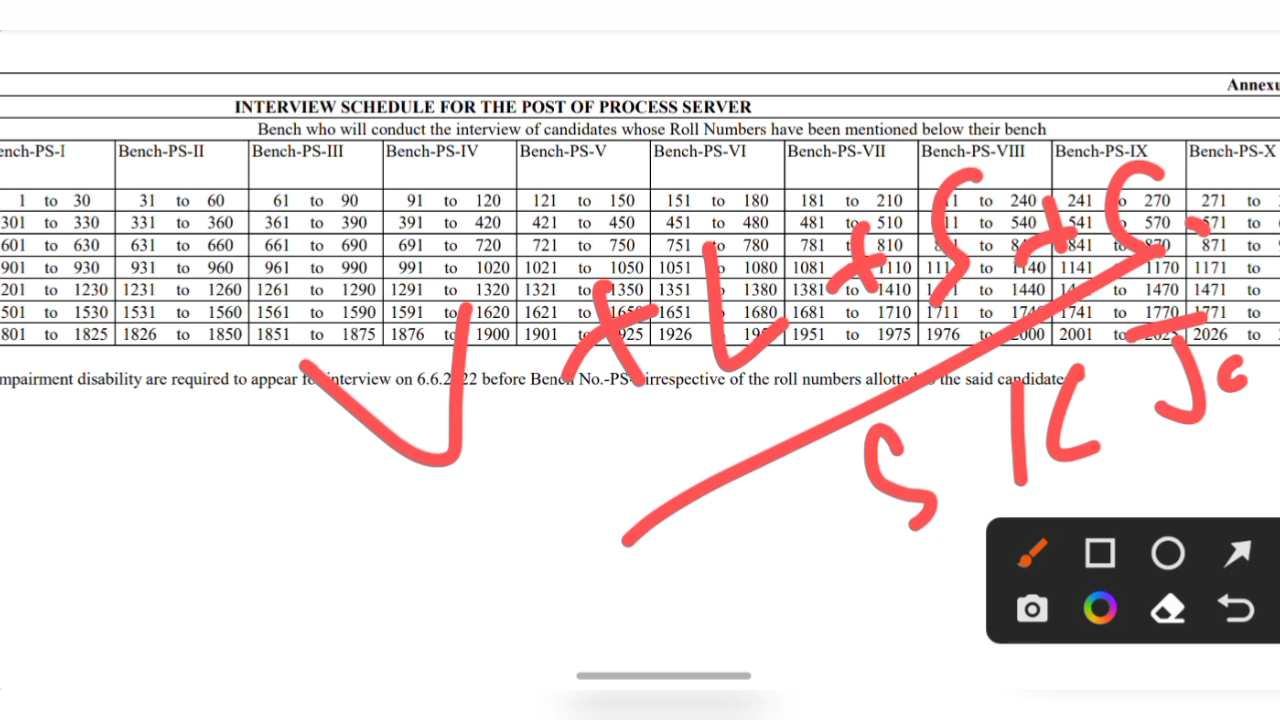 Annexu
INTERVIEW SCHEDULE FOR THE POST OF PROCESS SERVER
Bench who will conduct the interview of candidates whose Roll Numbers have been mentioned below their bench
ench-PS-I Bench-PS-II Bench-PS-III Bench-PS-IV Bench-PS-V Bench-PS-VI Bench-PS-VII Bench-PS-VIII Bench-PS-IX Bench-PS-X
1 to 30 31 to 60 61 to 90 91 to 120 121 to 150 151 to 180 181 to 210 to 240 241 270 271 to
301 to 330 331 to 360 361 to 390 391 to 420 421 to 450 451 to 480 481 to 510 to 540 541 570 571 to
601 to 630 631 to 660 661 to 690 691 to 720 721 to 750 751 780 781 810 to 841 to 870 871 to
901 to 930 931 to 960 961 to 990 991 to 1020 1021 to 1050 1051 1080 1081 1110 to 1140 1141 1170 1171 to
201 to 1230 1231 to 1260 1261 to 1290 1291 to 1320 1321 to 1350 1351 1380 1381 to 1410 to 1440 to 1470 1471 to
501 to 1530 1531 to 1560 1561 to 1590 1591 to 1620 1621 to 1651 1680 1681 to 1710 1711 to 1741 to 1770 1771 to
801 to 1825 1826 to 1850 1851 to 1875 1876 to 1900 1901 to 1925 1926 1951 to 1975 1976 to 2000 2001 to 2025 2026 to
mpairment disability are required to appear for interview on 6.6.2022 before Bench No.-PS- irrespective of the roll numbers allotted to the said candidate